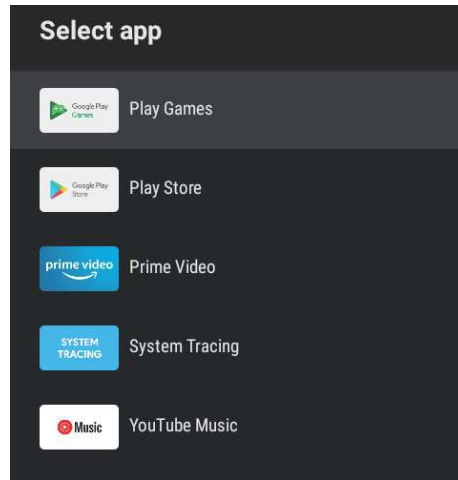 Select app
Google Play
Games
Play Games
Google Play
Store
Play Store
prime video
Prime Video
SYSTEM
TRACING
System Tracing
Music
YouTube Music